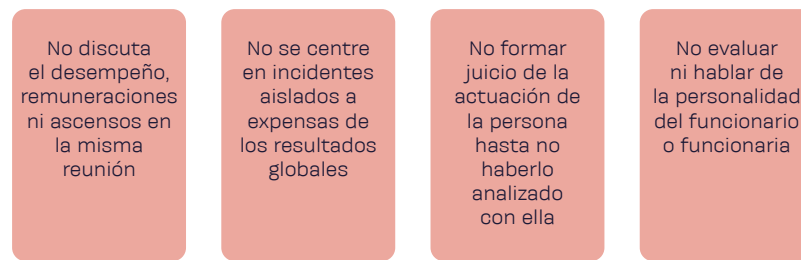 No discuta
el desempeño,
remuneraciones
ni ascensos en
la misma
reunión
No se centre
en incidentes
aislados a
expensas de
los resultados
globales
No formar
juicio de la
actuación de
la persona
hasta no
haberlo
analizado
con ella
No evaluar
ni hablar de
la personalidad
del funcionario
o funcionaria